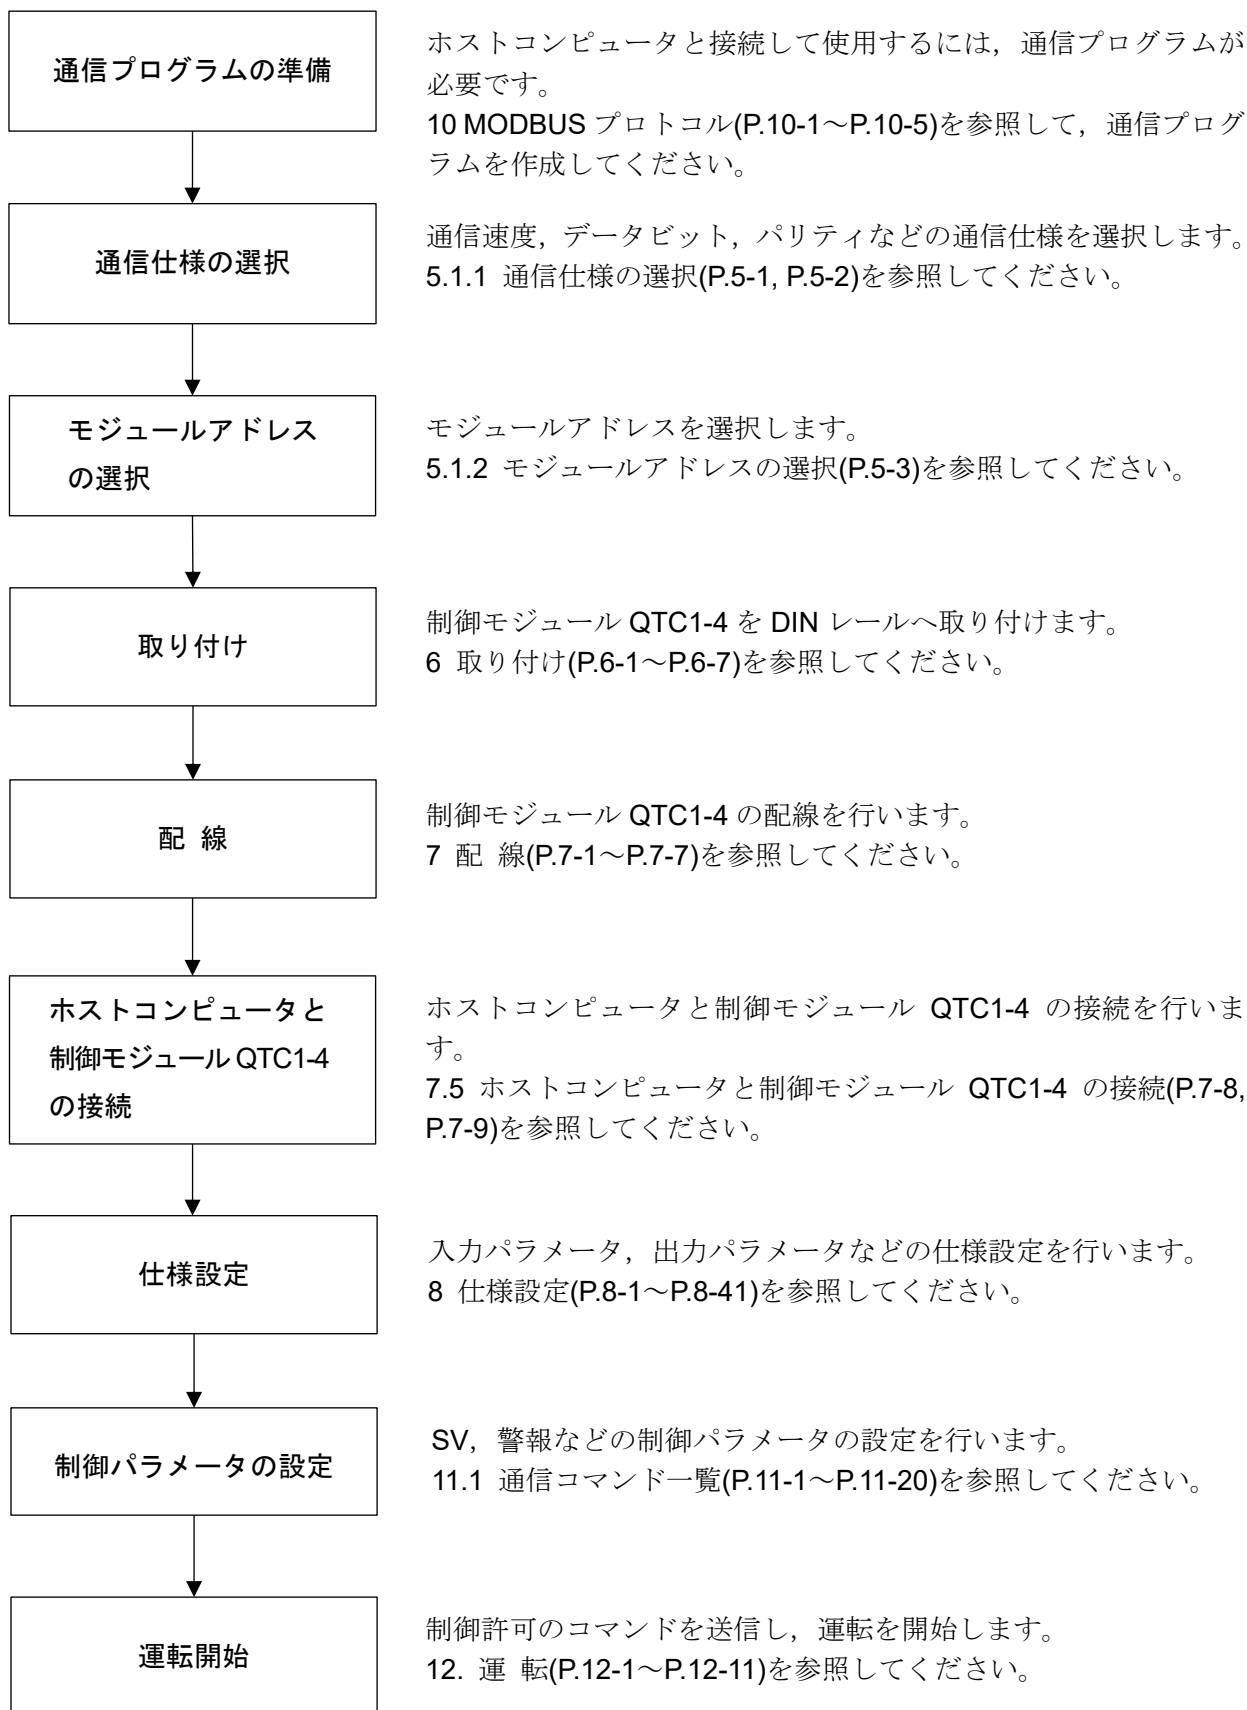 通信プログラムの準備
ホストコンピュータと接続して使用するには，通信プログラムが
必要です。
10 MODBUS プロトコル(P.10-1～P.10-5)を参照して，通信プログ
ラムを作成してください。
通信仕様の選択
通信速度，データビット，パリティなどの通信仕様を選択します。
5.1.1 通信仕様の選択(P.5-1, P.5-2)を参照してください。
モジュールアドレス
の選択
モジュールアドレスを選択します。
5.1.2 モジュールアドレスの選択(P.5-3)を参照してください。
取り付け
制御モジュール QTC1-4 を DIN レールへ取り付けます。
6 取り付け(P.6-1～P.6-7)を参照してください。
配 線
制御モジュール QTC1-4 の配線を行います。
7 配 線(P.7-1～P.7-7)を参照してください。
ホストコンピュータと
制御モジュール QTC1-4
の接続
ホストコンピュータと制御モジュール QTC1-4 の接続を行いま
す。
7.5 ホストコンピュータと制御モジュール QTC1-4 の接続(P.7-8,
P.7-9)を参照してください。
仕様設定
入力パラメータ，出力パラメータなどの仕様設定を行います。
8 仕様設定(P.8-1～P.8-41)を参照してください。
制御パラメータの設定
SV，警報などの制御パラメータの設定を行います。
11.1 通信コマンド一覧(P.11-1～P.11-20)を参照してください。
運転開始
制御許可のコマンドを送信し，運転を開始します。
12. 運 転(P.12-1～P.12-11)を参照してください。